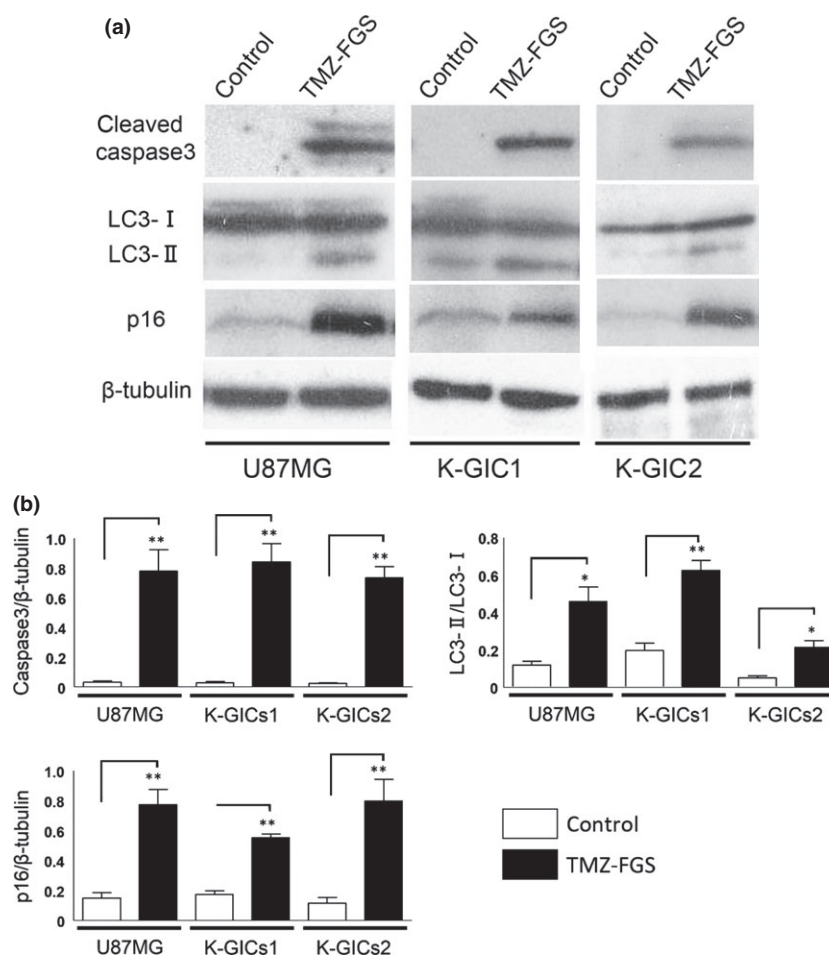 (a)
Control TMZ-FGS Control TMZ-FGS Control TMZ-FGS
Cleaved
caspase3
LC3-Ⅰ
LC3-Ⅱ
p16
β-tubulin
U87MG K-GIC1 K-GIC2
(b)
Caspase3/β-tubulin
1.0
0.8
0.6
0.4
0.2
0
** ** **
U87MG K-GICs1 K-GICs2
LC3-Ⅱ/LC3-Ⅰ
0.8
0.6
0.4
0.2
0
* ** *
U87MG K-GICs1 K-GICs2
p16/β-tubulin
1.0
0.8
0.6
0.4
0.2
0
** ** **
U87MG K-GICs1 K-GICs2
Control
TMZ-FGS